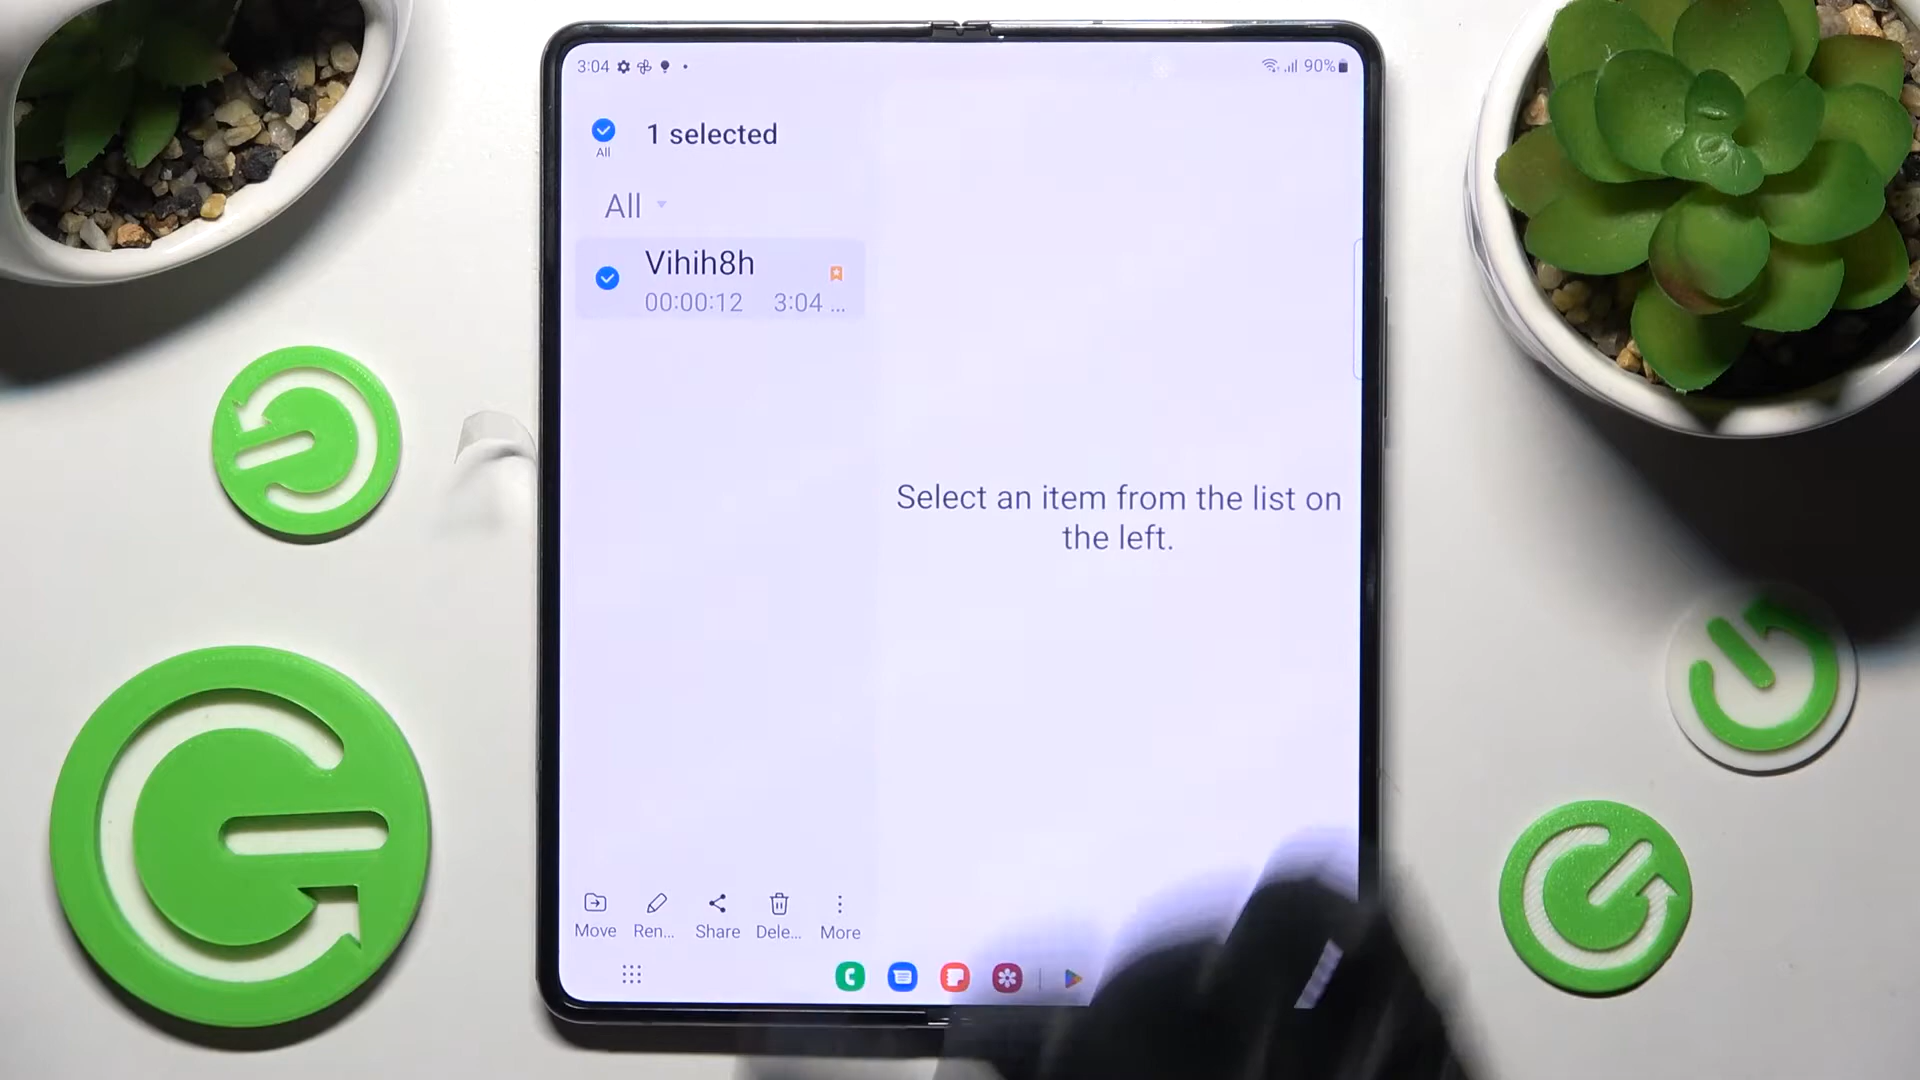 3:04
90%
All
1 selected
All
Vihih8h
00:00:12 3:04 ...
Select an item from the list on
the left.
Move Ren... Share Dele... More